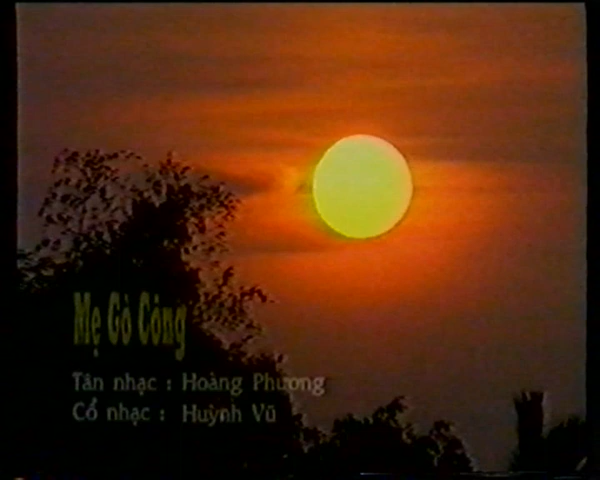 Mẹ Gò Công
Tân nhạc : Hoàng Phương
Cổ nhạc : Huỳnh Vũ